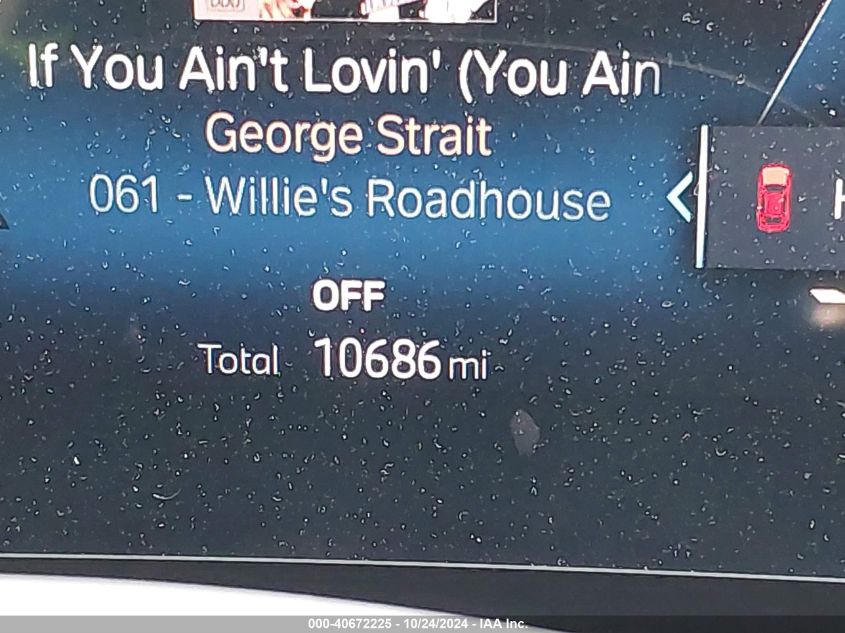 If You Ain't Lovin' (You Ain
George Strait
061 - Willie's Roadhouse
OFF
Total 10686 mi
000-40672225 - 10/24/2024 - IAA Inc.